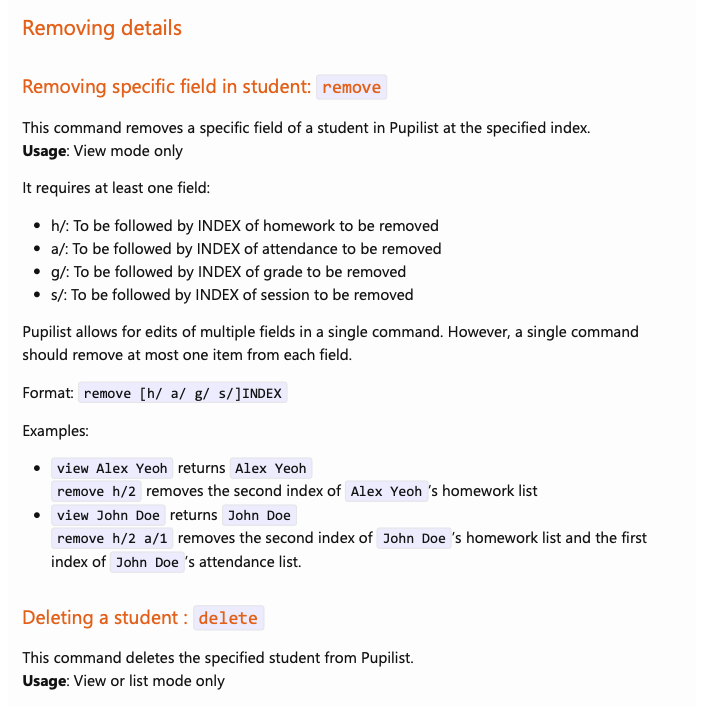 Removing details
Removing specific field in student: remove
This command removes a specific field of a student in Pupilist at the specified index.
Usage: View mode only
It requires at least one field:
• h/: To be followed by INDEX of homework to be removed
• a/: To be followed by INDEX of attendance to be removed
• g/: To be followed by INDEX of grade to be removed
• s/: To be followed by INDEX of session to be removed
Pupilist allows for edits of multiple fields in a single command. However, a single command
should remove at most one item from each field.
Format: remove [h/ a/ g/ s/]INDEX
Examples:
• view Alex Yeoh returns Alex Yeoh
remove h/2 removes the second index of Alex Yeoh's homework list
• view John Doe returns John Doe
remove h/2 a/1 removes the second index of John Doe's homework list and the first
index of John Doe's attendance list.
Deleting a student : delete
This command deletes the specified student from Pupilist.
Usage: View or list mode only